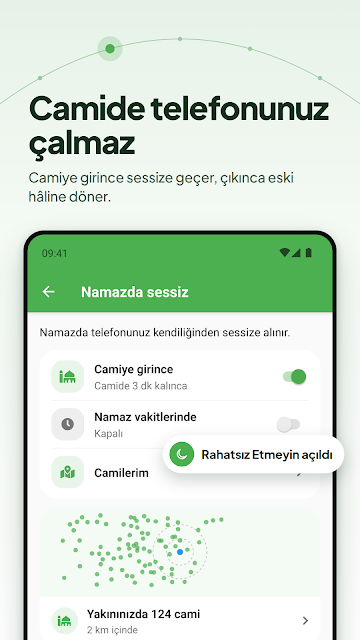 Camide telefonunuz
çalmaz
Camiye girince sessize geçer, çıkınca eski
hâline döner.
09:41
Namazda sessiz
Namazda telefonunuz kendiliğinden sessize alınır.
Camiye girince
Camide 3 dk kalınca
Namaz vakitlerinde
Kapalı
Rahatsız Etmeyin açıldı
Camilerim
Yakınınızda 124 cami
2 km içinde